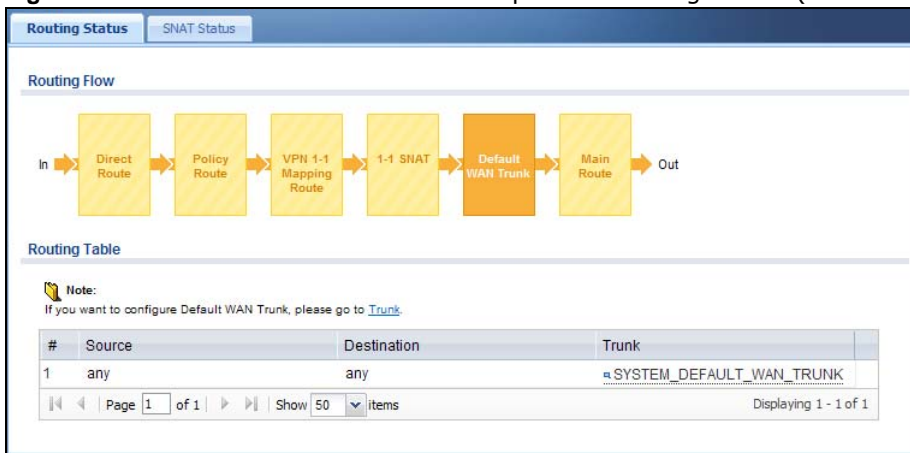 Routing Status SNAT Status
Routing Flow
In Direct Route Policy Route VPN 1-1 Mapping Route 1-1 SNAT Default WAN Trunk Main Route Out
Routing Table
Note:
If you want to configure Default WAN Trunk, please go to Trunk.
# Source Destination Trunk
1 any any SYSTEM_DEFAULT_WAN_TRUNK
Page 1 of 1 Show 50 items Displaying 1 - 1 of 1